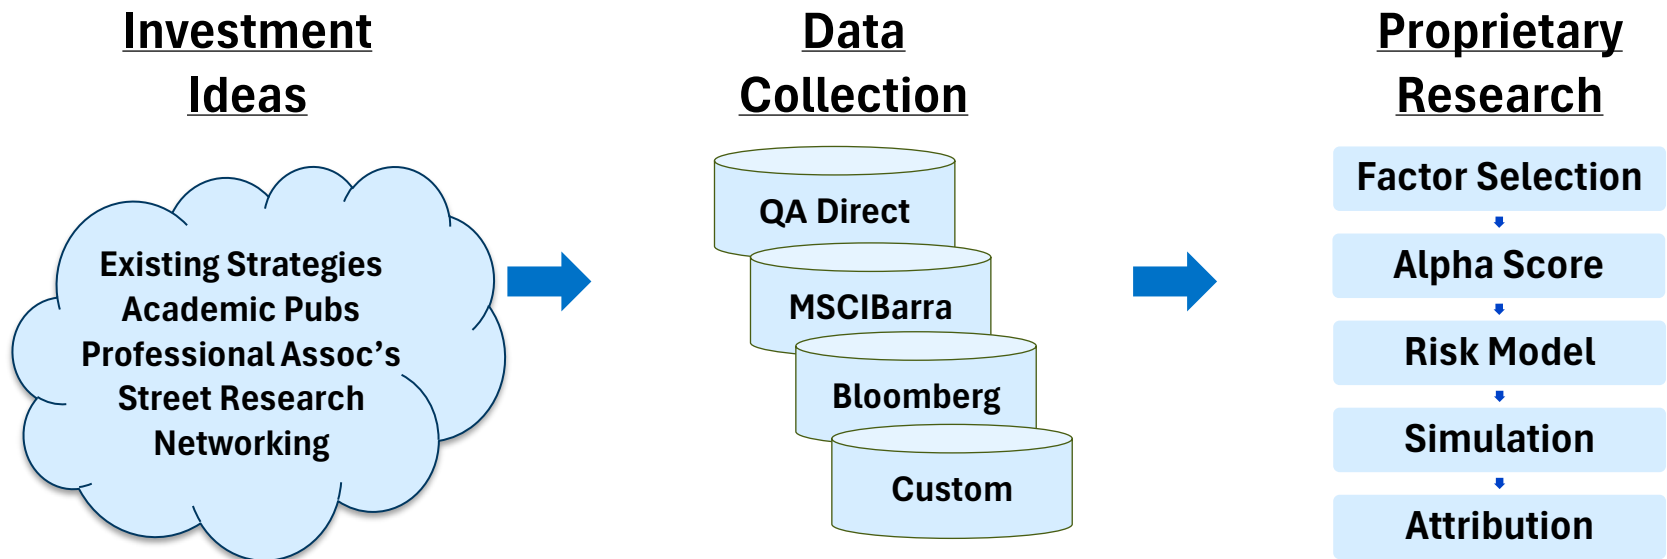 Investment
Ideas
Existing Strategies
Academic Pubs
Professional Assoc’s
Street Research
Networking
Data
Collection
QA Direct
MSCIBarra
Bloomberg
Custom
Proprietary
Research
Factor Selection
Alpha Score
Risk Model
Simulation
Attribution